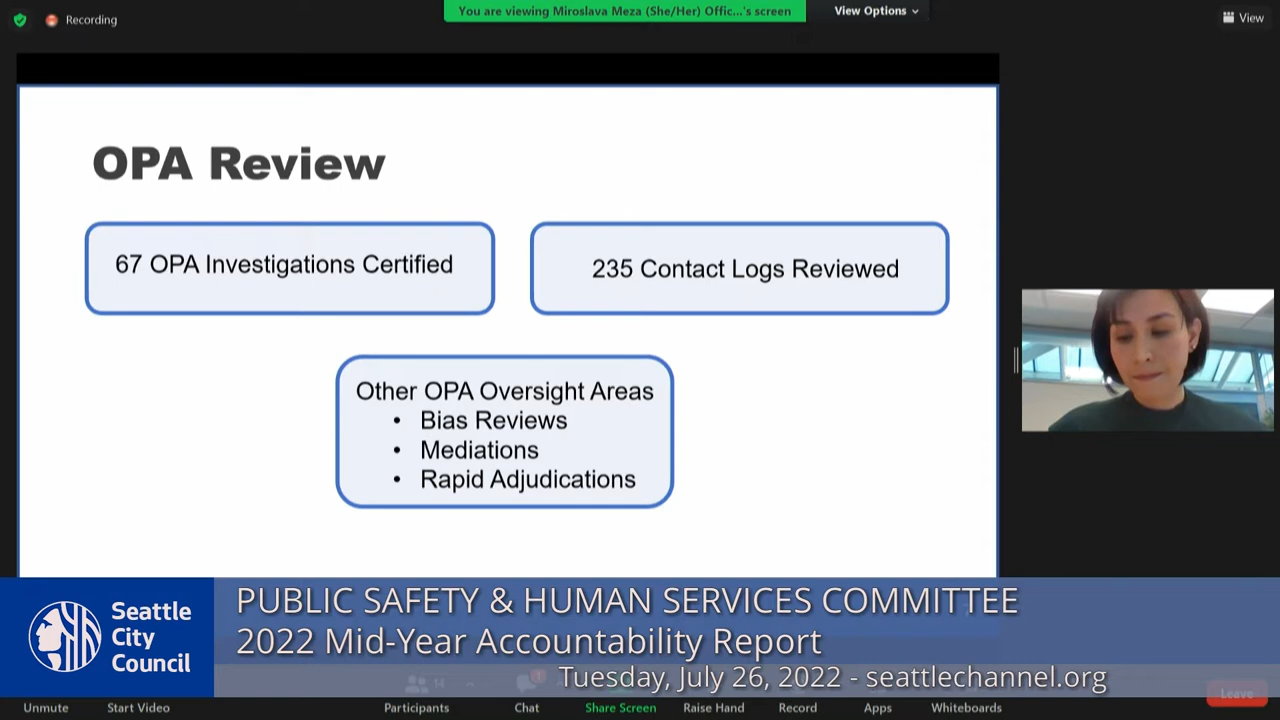 Recording
You are viewing Miroslava Meza (She/Her) Offic...'s screen
View Options
View
OPA Review
67 OPA Investigations Certified
235 Contact Logs Reviewed
Other OPA Oversight Areas
• Bias Reviews
• Mediations
• Rapid Adjudications
Seattle
City
Council
PUBLIC SAFETY & HUMAN SERVICES COMMITTEE
2022 Mid-Year Accountability Report
Tuesday, July 26, 2022 - seattlechannel.org
14
1
Unmute
Start Video
Participants
Chat
Share Screen
Raise Hand
Record
Apps
Whiteboards
Leave